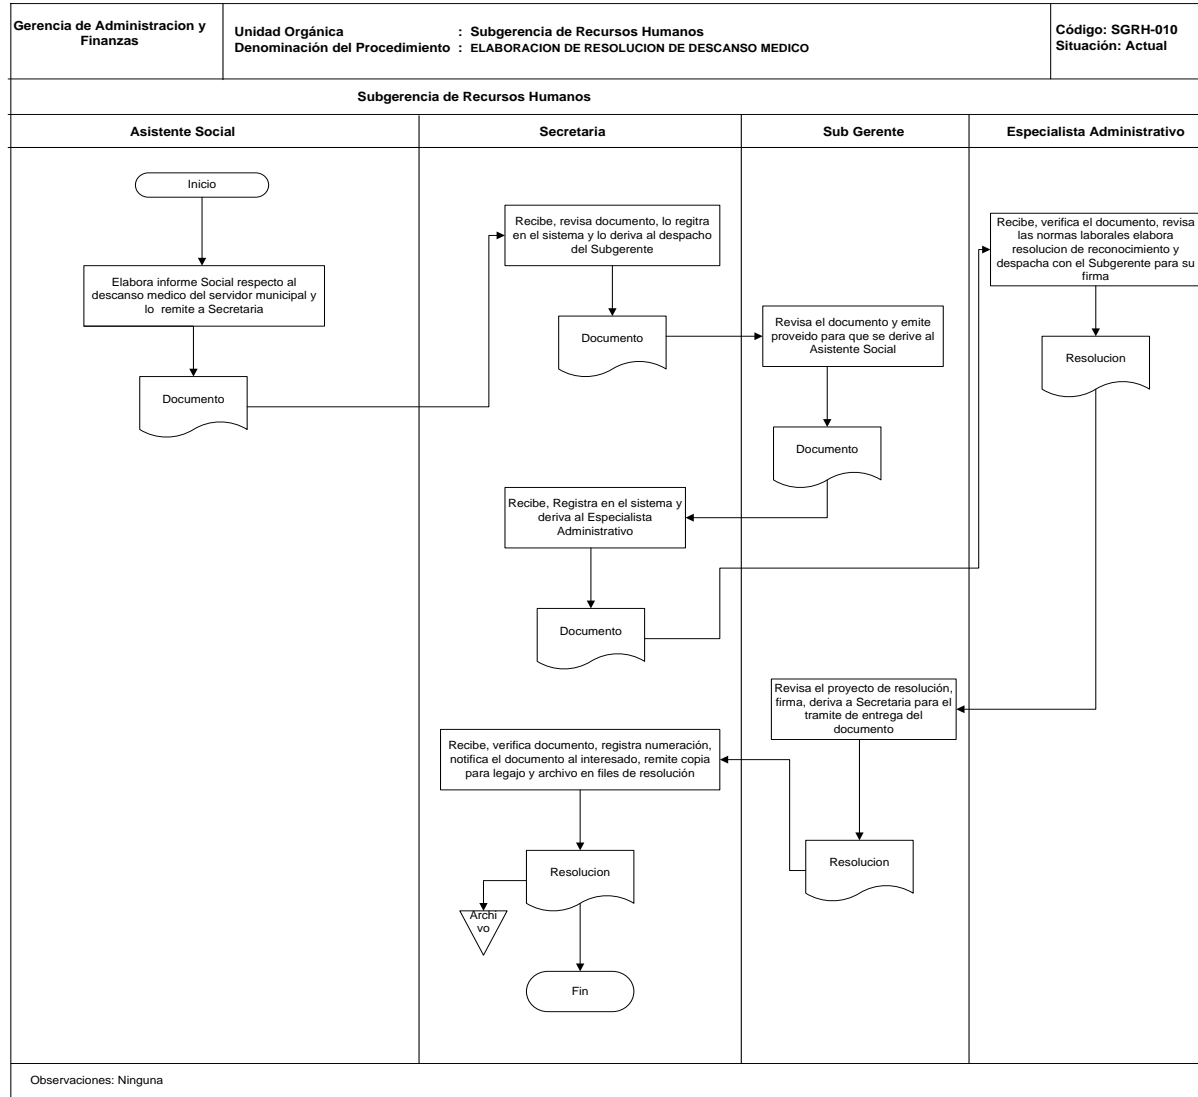 Gerencia de Administracion y
Finanzas
Unidad Orgánica : Subgerencia de Recursos Humanos
Denominación del Procedimiento : ELABORACION DE RESOLUCION DE DESCANSO MEDICO
Código: SGRH-010
Situación: Actual
Subgerencia de Recursos Humanos
Asistente Social
Secretaria
Sub Gerente
Especialista Administrativo
Inicio
Elabora informe Social respecto al
descanso medico del servidor municipal y
lo remite a Secretaria
Documento
Recibe, revisa documento, lo regitra
en el sistema y lo deriva al despacho
del Subgerente
Documento
Revisa el documento y emite
proveido para que se derive al
Asistente Social
Documento
Recibe, Registra en el sistema y
deriva al Especialista
Administrativo
Documento
Recibe, verifica el documento, revisa
las normas laborales elabora
resolucion de reconocimiento y
despacha con el Subgerente para su
firma
Resolucion
Revisa el proyecto de resolución,
firma, deriva a Secretaria para el
tramite de entrega del
documento
Resolucion
Recibe, verifica documento, registra numeración,
notifica el documento al interesado, remite copia
para legajo y archivo en files de resolución
Resolucion
Archi
vo
Fin
Observaciones: Ninguna